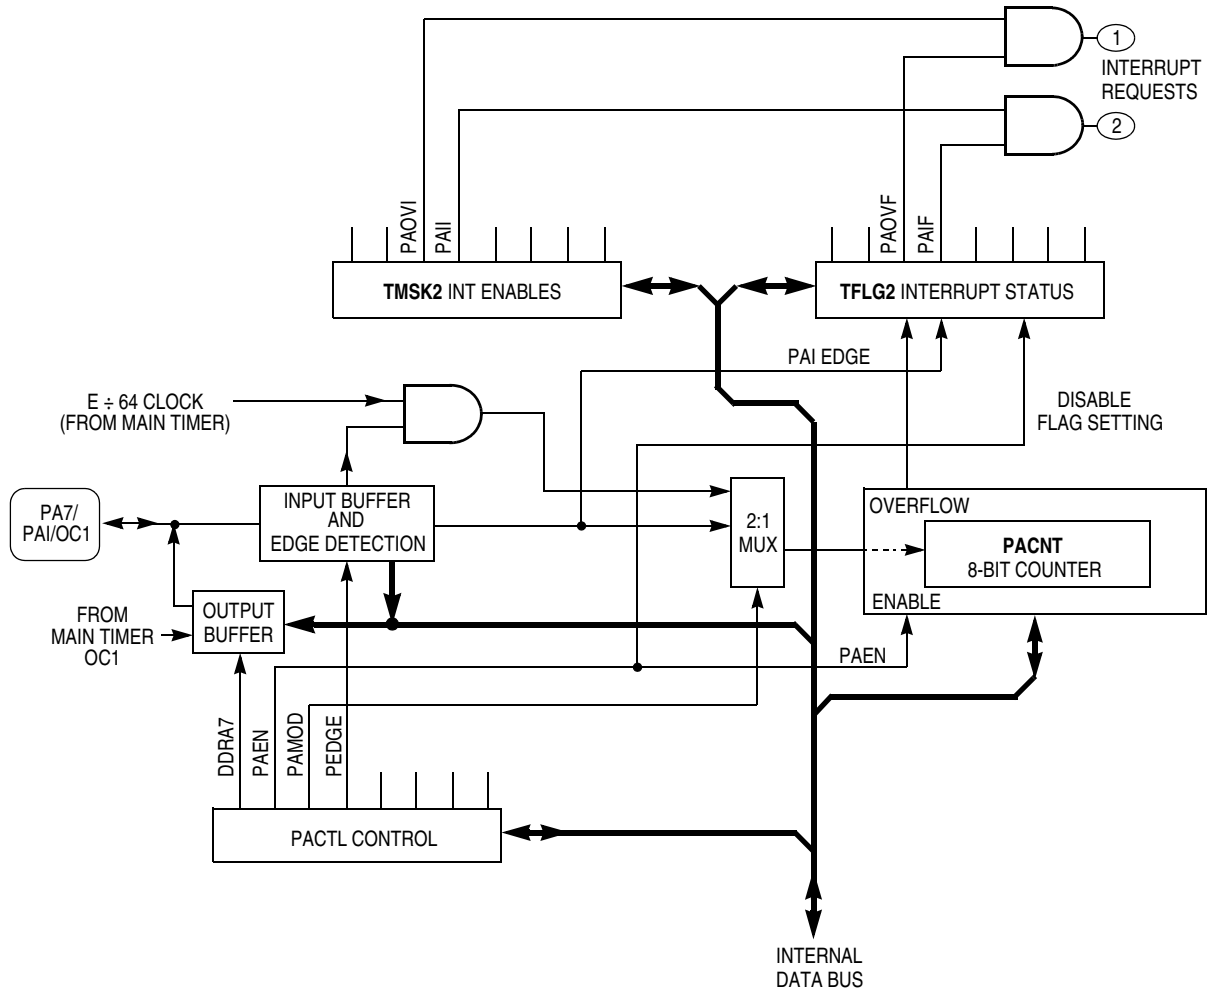 1
INTERRUPT
REQUESTS
2
PAOVI
PAII
PAOVF
PAIF
TMSK2 INT ENABLES
TFLG2 INTERRUPT STATUS
PAI EDGE
E ÷ 64 CLOCK
(FROM MAIN TIMER)
DISABLE
FLAG SETTING
PA7/
PAI/OC1
INPUT BUFFER
AND
EDGE DETECTION
2:1
MUX
OVERFLOW
PACNT
8-BIT COUNTER
ENABLE
FROM
MAIN TIMER
OC1
OUTPUT
BUFFER
PAEN
DDRA7
PAEN
PAMOD
PEDGE
PACTL CONTROL
INTERNAL
DATA BUS